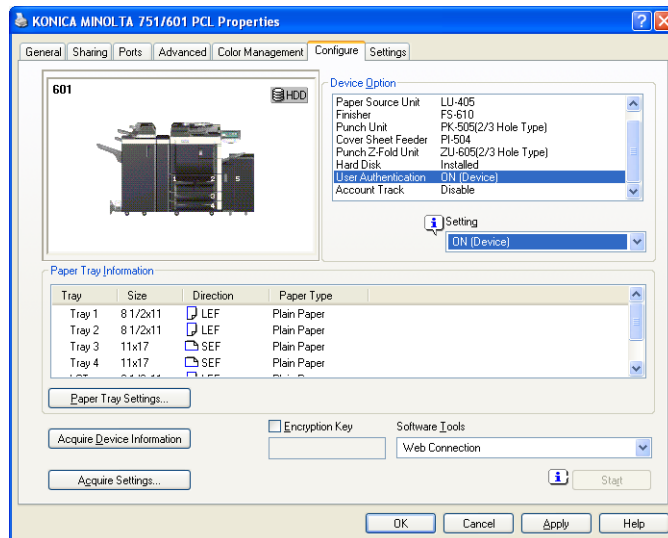 KONICA MINOLTA 751/601 PCL Properties
General Sharing Ports Advanced Color Management Configure Settings
601
HDD
1 2 5
3
4
Device Option
Paper Source Unit LU-405
Finisher FS-610
Punch Unit PK-505(2/3 Hole Type)
Cover Sheet Feeder PI-504
Punch Z-Fold Unit ZU-605(2/3 Hole Type)
Hard Disk Installed
User Authentication ON (Device)
Account Track Disable
Setting
ON (Device)
Paper Tray Information
Tray Size Direction Paper Type
Tray 1 8 1/2x11 LEF Plain Paper
Tray 2 8 1/2x11 LEF Plain Paper
Tray 3 11x17 SEF Plain Paper
Tray 4 11x17 SEF Plain Paper
Paper Tray Settings...
Acquire Device Information
Encryption Key
Software Tools
Web Connection
Acquire Settings...
Start
OK Cancel Apply Help